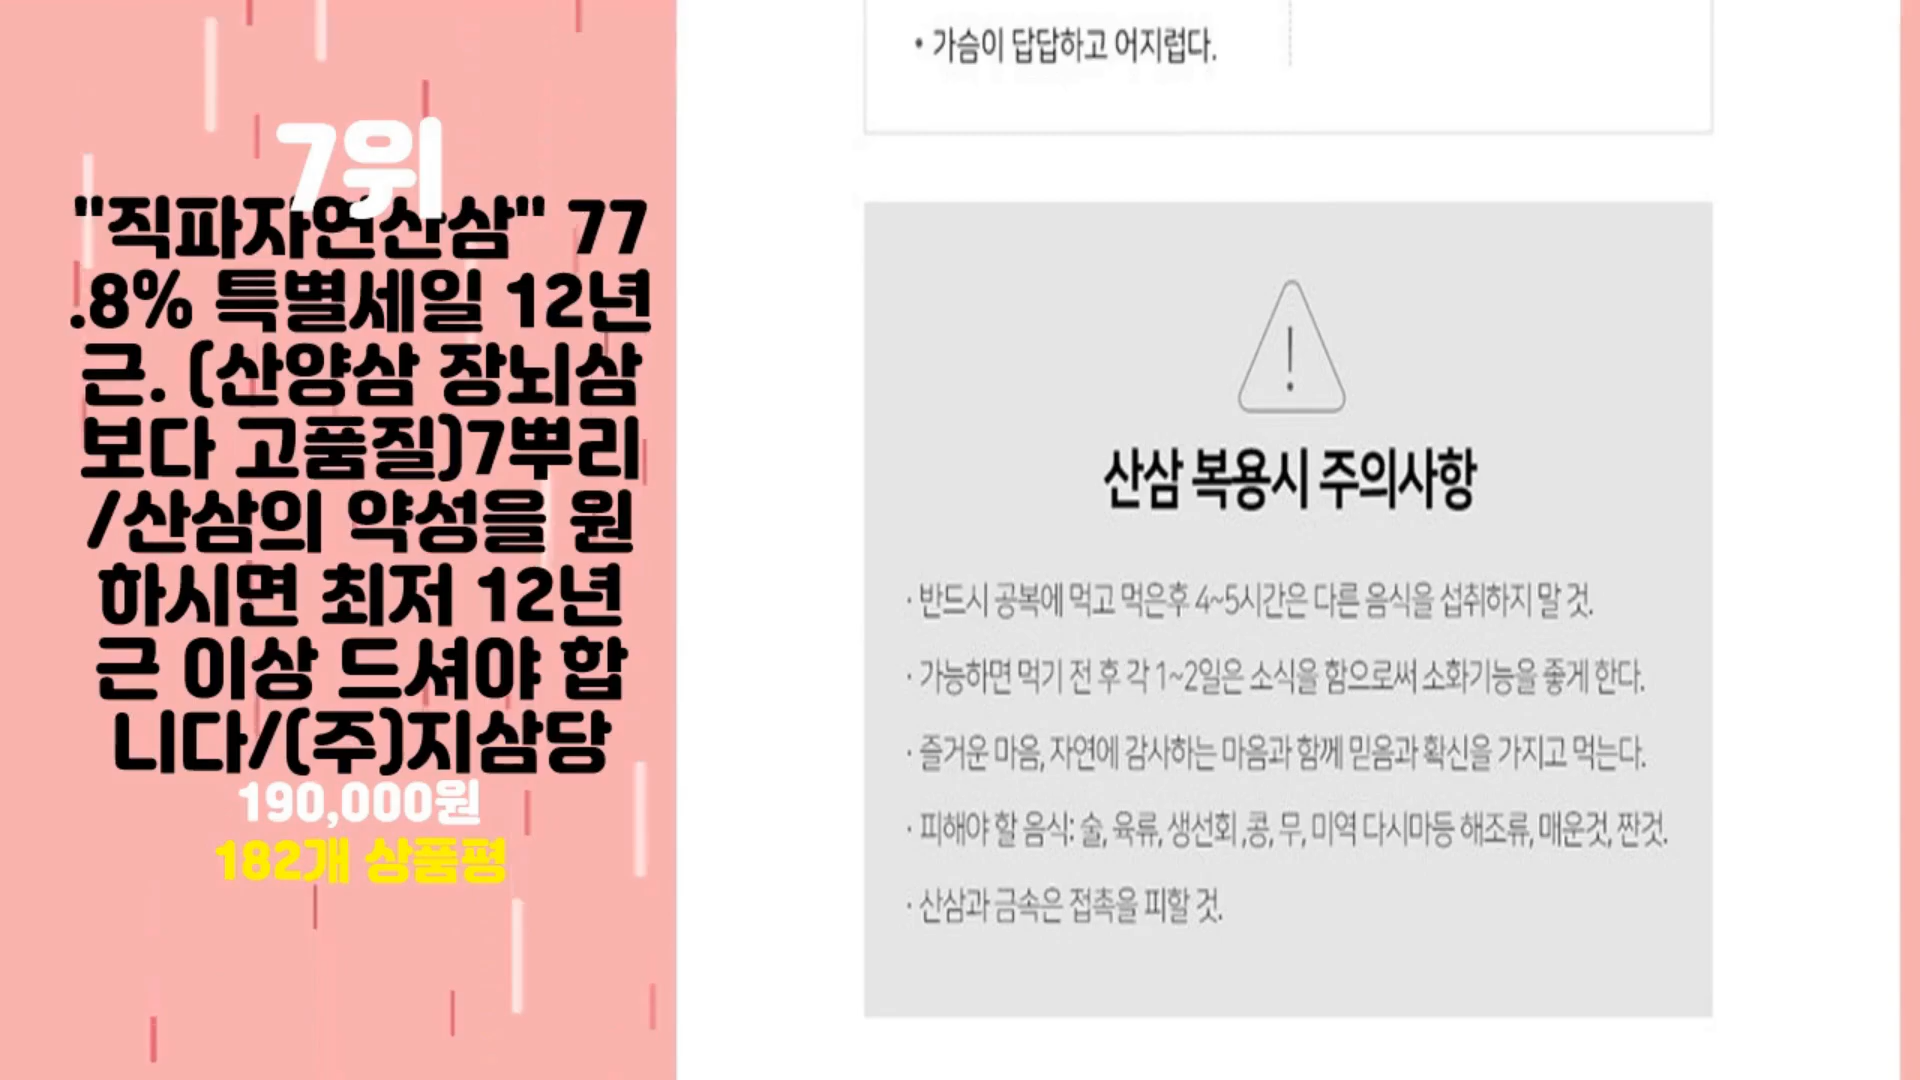 7위
"직파자연산삼" 77
.8% 특별세일 12년
근. (산양삼 장뇌삼
보다 고품질)7뿌리
/산삼의 약성을 원
하시면 최저 12년
근 이상 드셔야 합
니다/(주)지삼당
190,000원
182개 상품평
• 가슴이 답답하고 어지럽다.
산삼 복용시 주의사항
· 반드시 공복에 먹고 먹은후 4~5시간은 다른 음식을 섭취하지 말 것.
· 가능하면 먹기 전 후 각 1~2일은 소식을 함으로써 소화기능을 좋게 한다.
· 즐거운 마음, 자연에 감사하는 마음과 함께 믿음과 확신을 가지고 먹는다.
· 피해야 할 음식: 술, 육류, 생선회 ,콩, 무, 미역 다시마등 해조류, 매운것, 짠것.
· 산삼과 금속은 접촉을 피할 것.